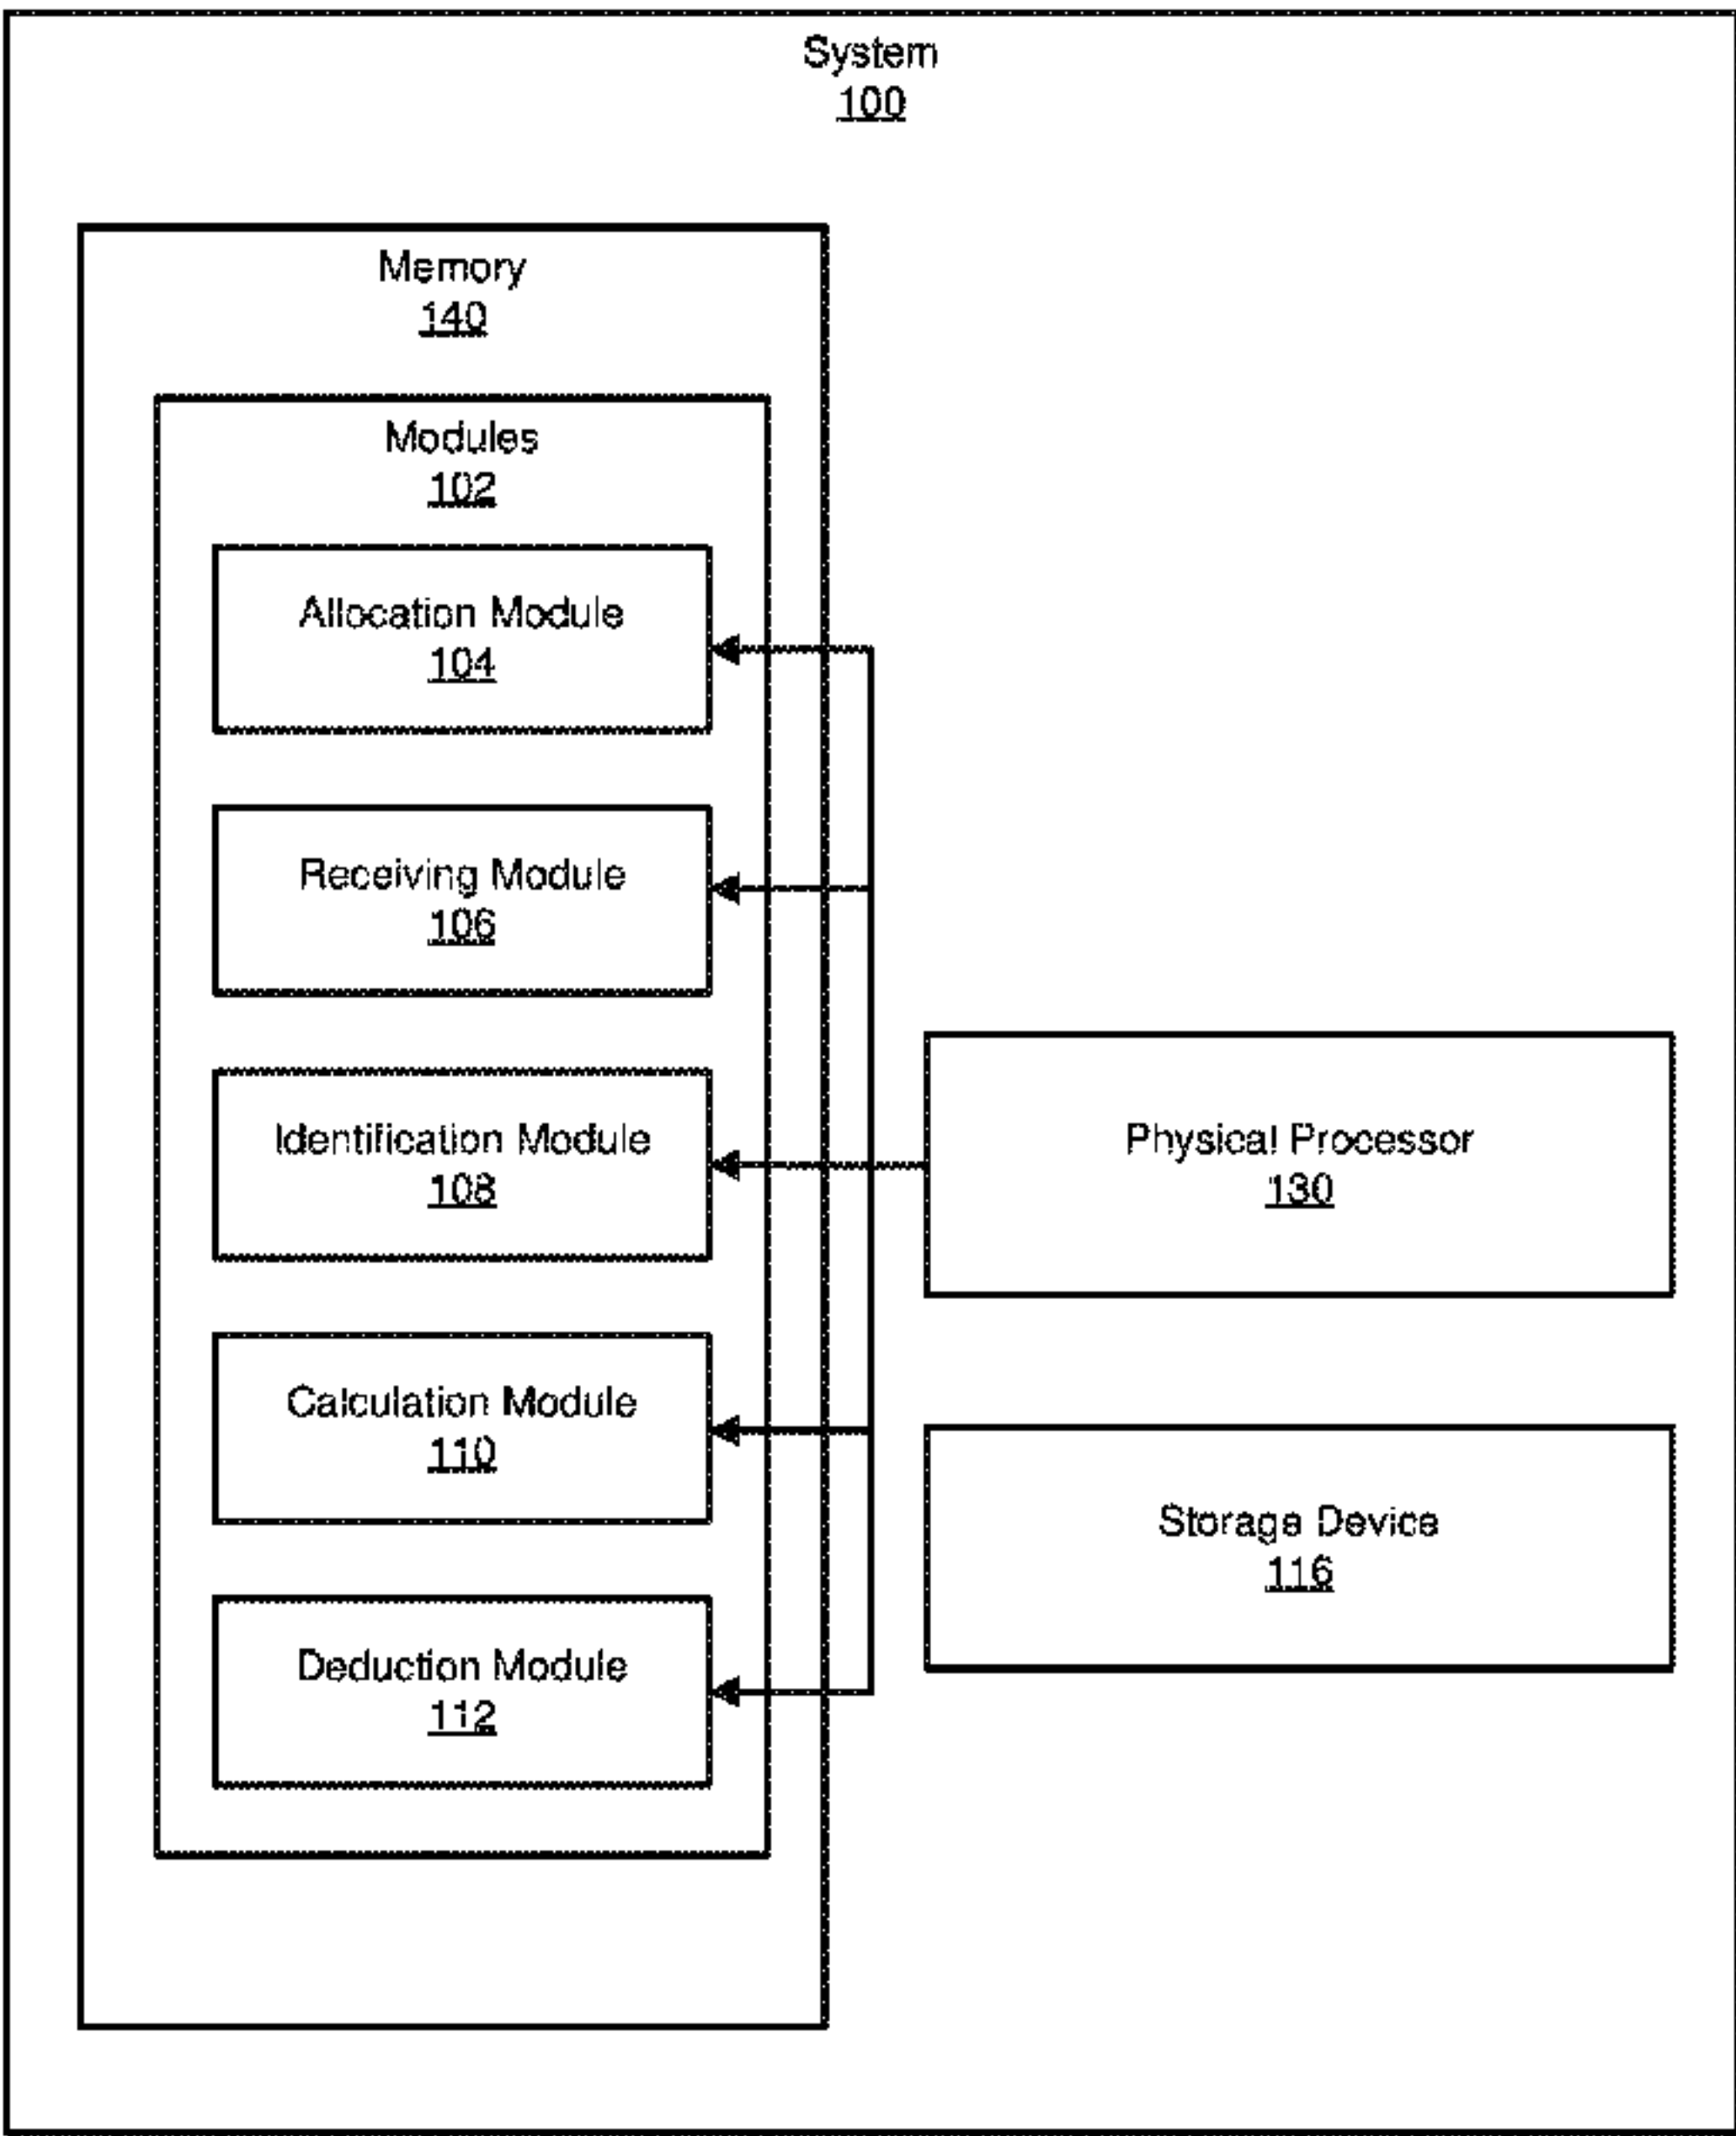 System
100
Memory
140
Modules
102
Allocation Module
104
Receiving Module
106
Identification Module
108
Calculation Module
110
Deduction Module
112
Physical Processor
130
Storage Device
116